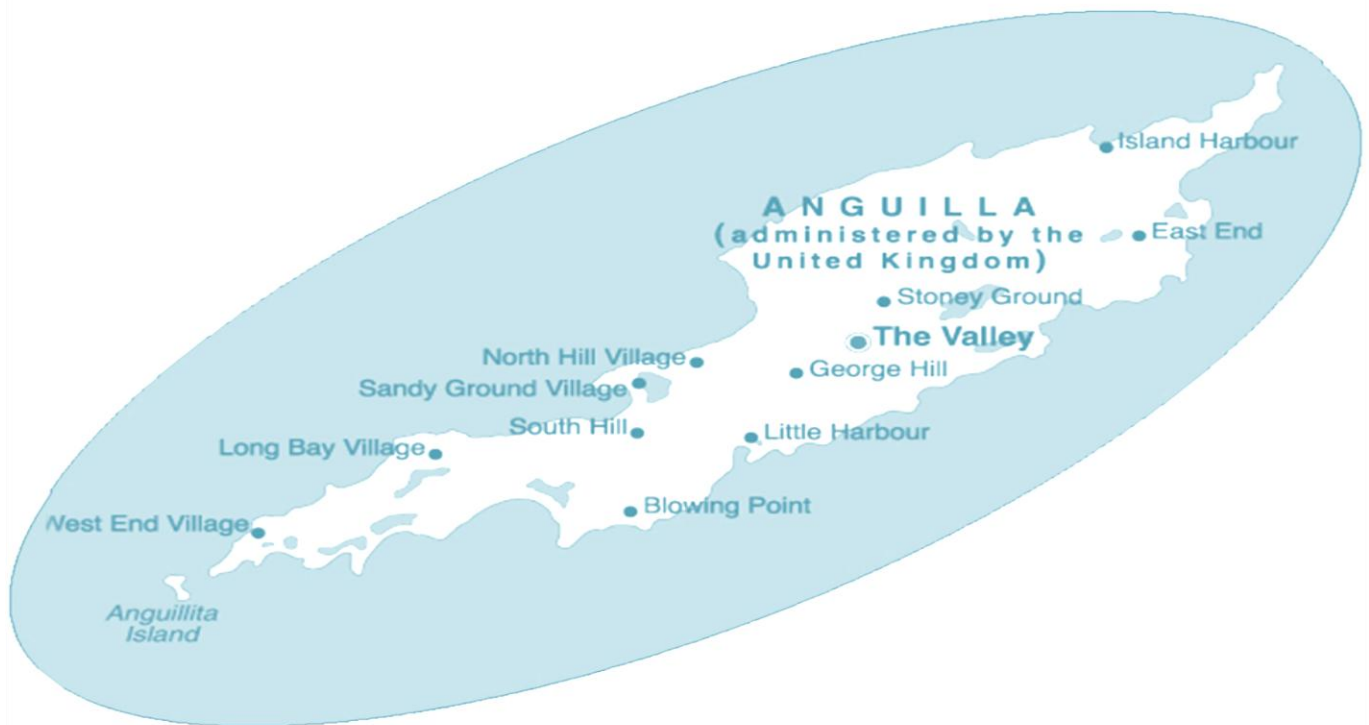 Island Harbour
ANGUILLA
(administered by the
United Kingdom)
East End
Stoney Ground
The Valley
North Hill Village
George Hill
Sandy Ground Village
South Hill
Little Harbour
Long Bay Village
Blowing Point
West End Village
Anguillita
Island